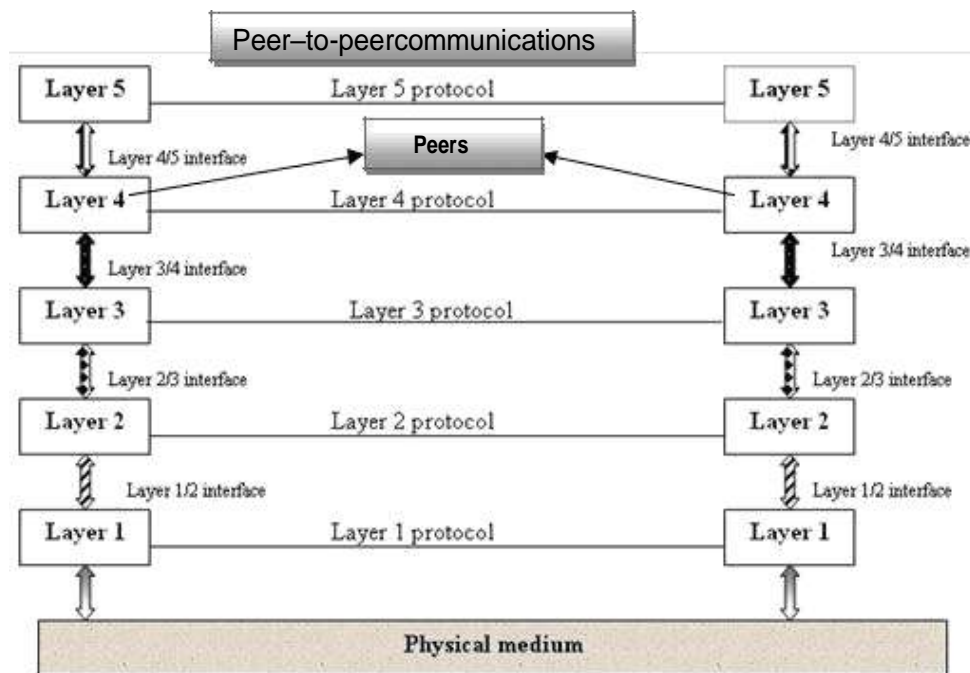 Peer–to-peercommunications
Layer 5
Layer 5 protocol
Layer 5
Layer 4/5 interface
Peers
Layer 4/5 interface
Layer 4
Layer 4 protocol
Layer 4
Layer 3/4 interface
Layer 3/4 interface
Layer 3
Layer 3 protocol
Layer 3
Layer 2/3 interface
Layer 2/3 interface
Layer 2
Layer 2 protocol
Layer 2
Layer 1/2 interface
Layer 1/2 interface
Layer 1
Layer 1 protocol
Layer 1
Physical medium